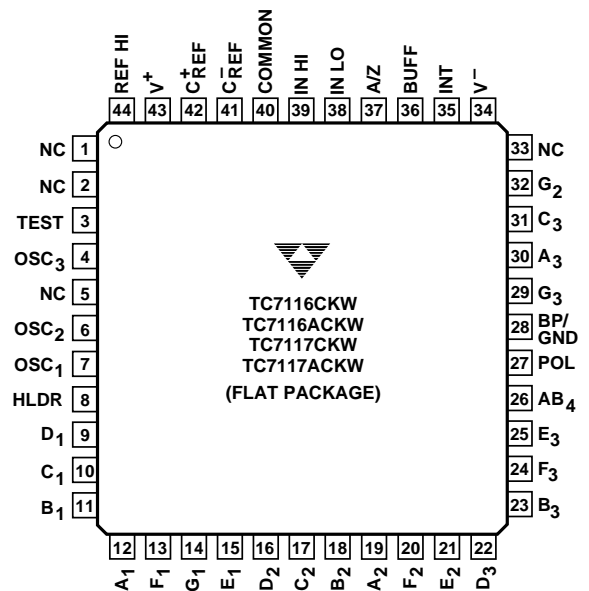 REF HI
V+
C+REF
C-REF
COMMON
IN HI
IN LO
A/Z
BUFF
INT
V-
44 43 42 41 40 39 38 37 36 35 34
NC 1
NC 2
TEST 3
OSC3 4
NC 5
OSC2 6
OSC1 7
HLDR 8
D1 9
C1 10
B1 11
TC7116CKW
TC7116ACKW
TC7117CKW
TC7117ACKW
(FLAT PACKAGE)
33 NC
32 G2
31 C3
30 A3
29 G3
28 BP/
GND
27 POL
26 AB4
25 E3
24 F3
23 B3
12 13 14 15 16 17 18 19 20 21 22
A1
F1
G1
E1
D2
C2
B2
A2
F2
E2
D3